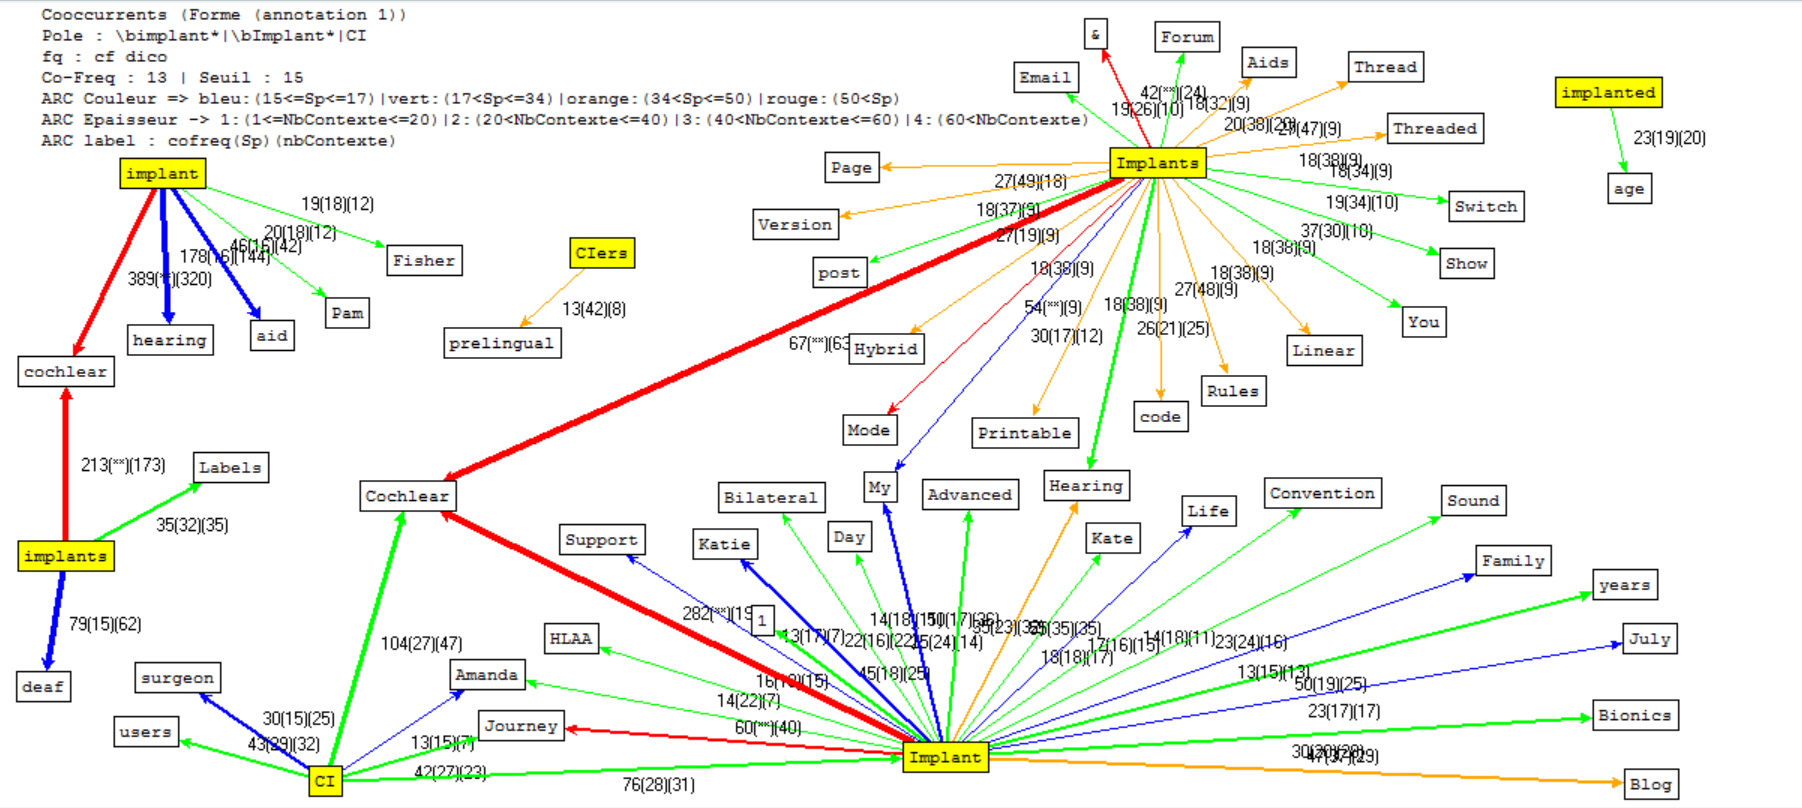 Cooccurrents (Forme (annotation 1))
Pole : \bimplant*|\bImplant*|CI
fq : cf dico
Co-Freq : 13 | Seuil : 15
ARC Couleur => bleu:(15<=Sp<=17)|vert:(17<Sp<=34)|orange:(34<Sp<=50)|rouge:(50<Sp)
ARC Epaisseur -> 1:(1<=NbContexte<=20)|2:(20<NbContexte<=40)|3:(40<NbContexte<=60)|4:(60<NbContexte)
ARC label : cofreq(Sp)(nbContexte)
&
Forum
Aids
Thread
Email
implanted
42(**)(24)
19(26)(10)
18(32)(9)
Threaded
23(19)(20)
implant
Page
Implants
18(38)(9)
18(34)(9)
age
27(49)(18)
19(18)(12)
Version
18(37)(9)
19(34)(10)
Switch
20(18)(12)
27(19)(9)
37(30)(10)
Fisher
CIers
18(38)(9)
Show
389(**)(320)
post
18(38)(9)
18(38)(9)
27(48)(9)
Pam
13(42)(8)
54(**)(9)
18(38)(9)
You
hearing
aid
prelingual
67(**)(63
Hybrid
30(17)(12)
26(21)(25)
Linear
cochlear
Rules
Mode
Printable
code
213(**)(173)
Labels
Cochlear
Bilateral
My
Advanced
Hearing
Life
Convention
Sound
35(32)(35)
implants
Support
Katie
Day
Kate
Family
years
79(15)(62)
104(27)(47)
HLAA
282(**)(19
1
13(17)(7)
22(16)(22)
14(18)(11)
23(24)(16)
July
deaf
surgeon
Amanda
45(18)(25)
18(18)(17)
13(15)(13)
50(19)(25)
users
30(15)(25)
14(22)(7)
23(17)(17)
Bionics
43(29)(32)
13(15)(7)
Journey
60(**)(40)
CI
42(27)(23)
76(28)(31)
Implant
Blog